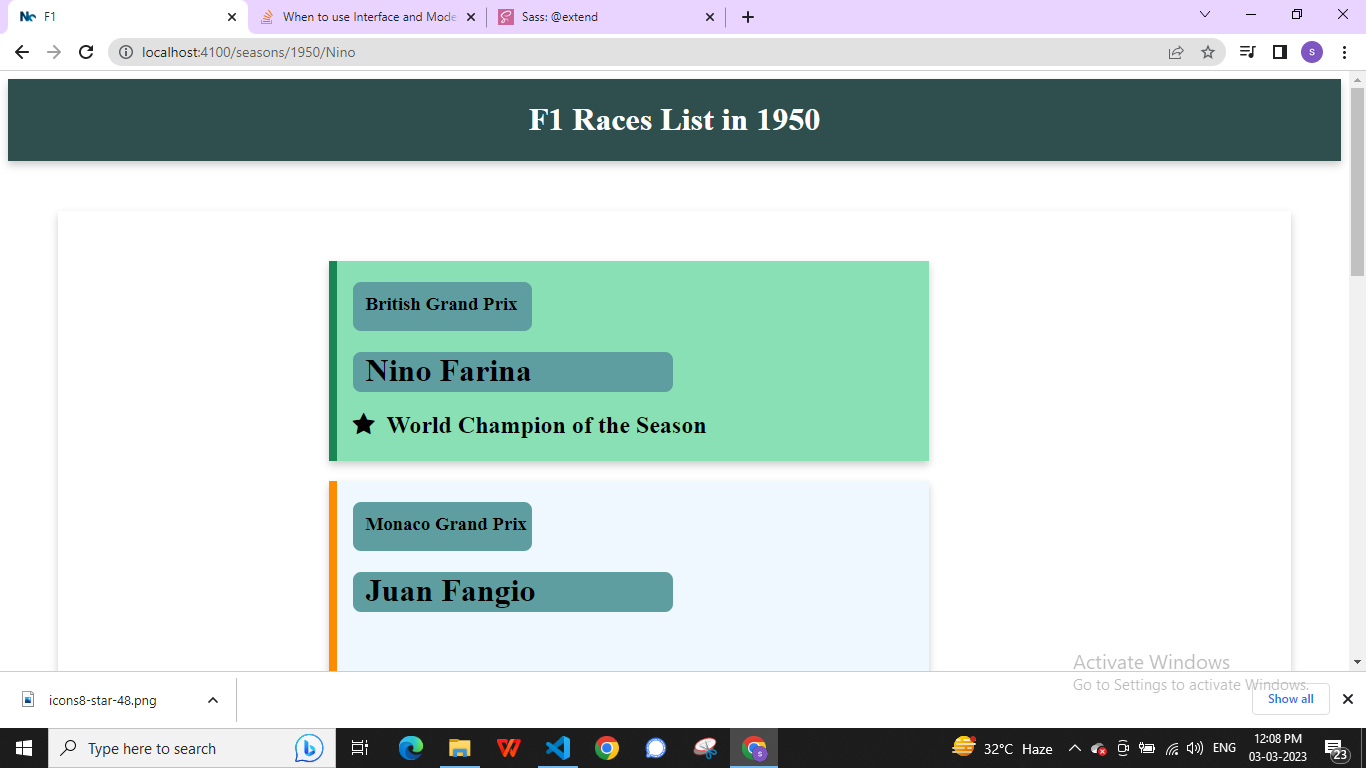 F1
When to use Interface and Mode
Sass: @extend
localhost:4100/seasons/1950/Nino
S
F1 Races List in 1950
British Grand Prix
Nino Farina
World Champion of the Season
Monaco Grand Prix
Juan Fangio
Activate Windows
Go to Settings to activate Windows.
icons8-star-48.png
Show all
Type here to search
32°C Haze
ENG
12:08 PM
03-03-2023
23